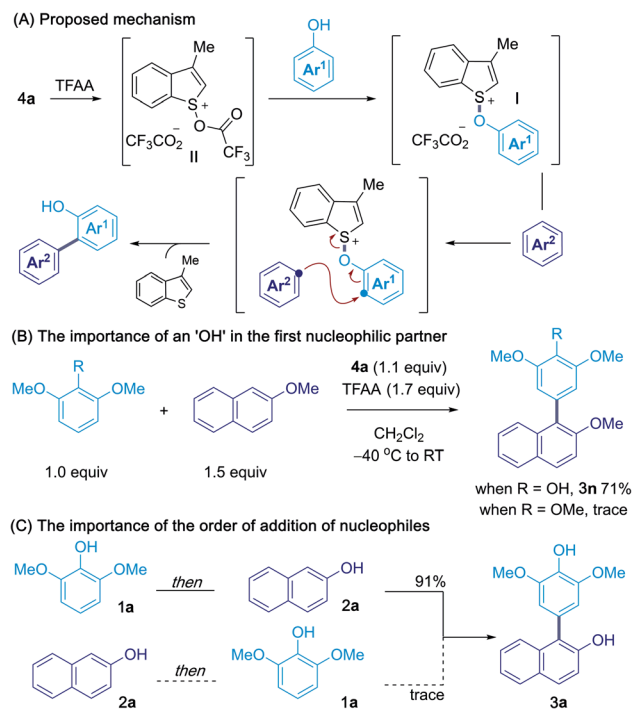 (A) Proposed mechanism
4a
TFAA
Me
S
+
O
O
CF3
CF3CO2
−
II
OH
Ar1
Me
S
+
I
O
Ar1
CF3CO2
−
HO
Ar1
Ar2
Me
S
Me
S
+
O
Ar2
Ar1
Ar2
(B) The importance of an 'OH' in the first nucleophilic partner
R
MeO
OMe
1.0 equiv
+
OMe
1.5 equiv
4a (1.1 equiv)
TFAA (1.7 equiv)
CH2Cl2
−40 °C to RT
R
MeO
OMe
OMe
when R = OH, 3n 71%
when R = OMe, trace
(C) The importance of the order of addition of nucleophiles
OH
MeO
OMe
1a
then
OH
2a
91%
OH
2a
then
OH
MeO
OMe
1a
trace
OH
MeO
OMe
OH
3a